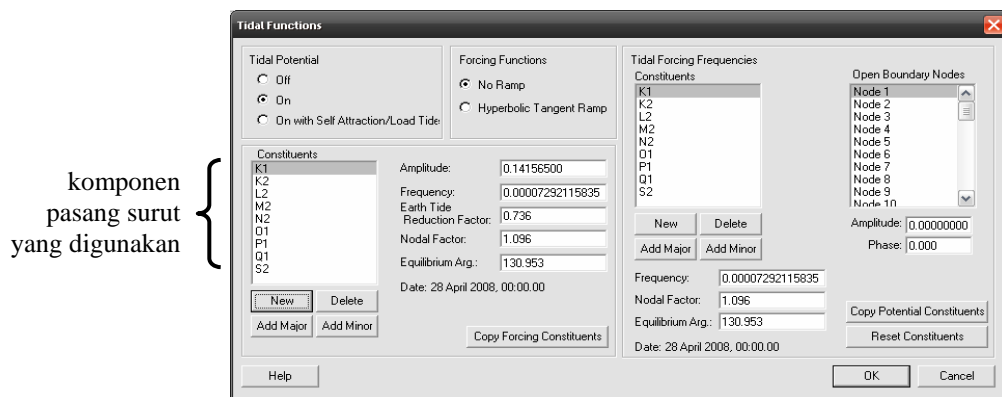 Tidal Functions
Tidal Potential
Off
On
On with Self Attraction/Load Tide
Forcing Functions
No Ramp
Hyperbolic Tangent Ramp
komponen
pasang surut
yang digunakan
Constituents
K1
K2
L2
M2
N2
O1
P1
Q1
S2
New
Delete
Add Major
Add Minor
Amplitude: 0.14156500
Frequency: 0.00007292115835
Earth Tide
Reduction Factor: 0.736
Nodal Factor: 1.096
Equilibrium Arg.: 130.953
Date: 28 April 2008, 00:00.00
Copy Forcing Constituents
Tidal Forcing Frequencies
Constituents
K1
K2
L2
M2
N2
O1
P1
Q1
S2
New
Delete
Add Major
Add Minor
Frequency: 0.00007292115835
Nodal Factor: 1.096
Equilibrium Arg.: 130.953
Date: 28 April 2008, 00:00.00
Open Boundary Nodes
Node 1
Node 2
Node 3
Node 4
Node 5
Node 6
Node 7
Node 8
Node 9
Node 10
Amplitude: 0.00000000
Phase: 0.000
Copy Potential Constituents
Reset Constituents
Help
OK
Cancel